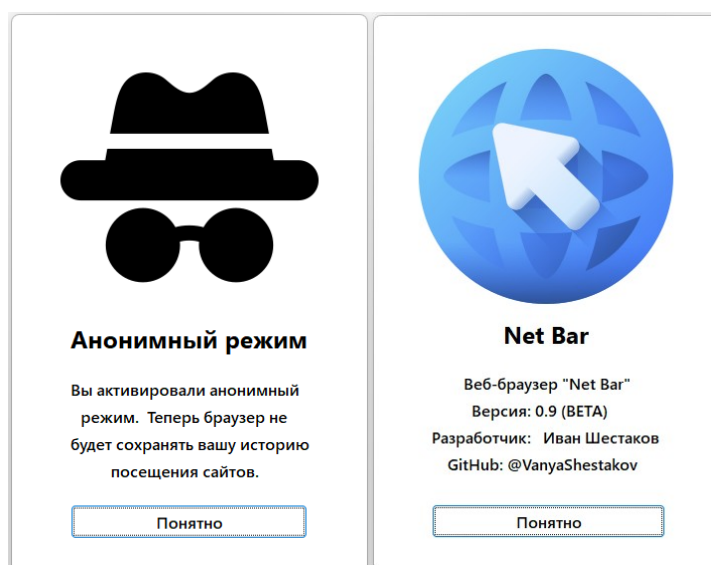 Анонимный режим
Вы активировали анонимный
режим. Теперь браузер не
будет сохранять вашу историю
посещения сайтов.
Понятно
Net Bar
Веб-браузер "Net Bar"
Версия: 0.9 (BETA)
Разработчик: Иван Шестаков
GitHub: @VanyaShestakov
Понятно